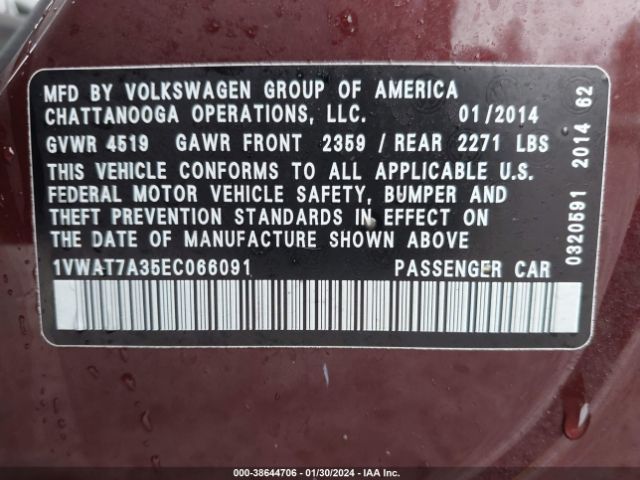 MFD BY VOLKSWAGEN GROUP OF AMERICA
CHATTANOOGA OPERATIONS, LLC. 01/2014
GVWR 4519 GAWR FRONT 2359 / REAR 2271 LBS
THIS VEHICLE CONFORMS TO ALL APPLICABLE U.S.
FEDERAL MOTOR VEHICLE SAFETY, BUMPER AND
THEFT PREVENTION STANDARDS IN EFFECT ON
THE DATE OF MANUFACTURE SHOWN ABOVE
1VWAT7A35EC066091 PASSENGER CAR
0320591 2014 62
000-38644706 - 01/30/2024 - IAA Inc.